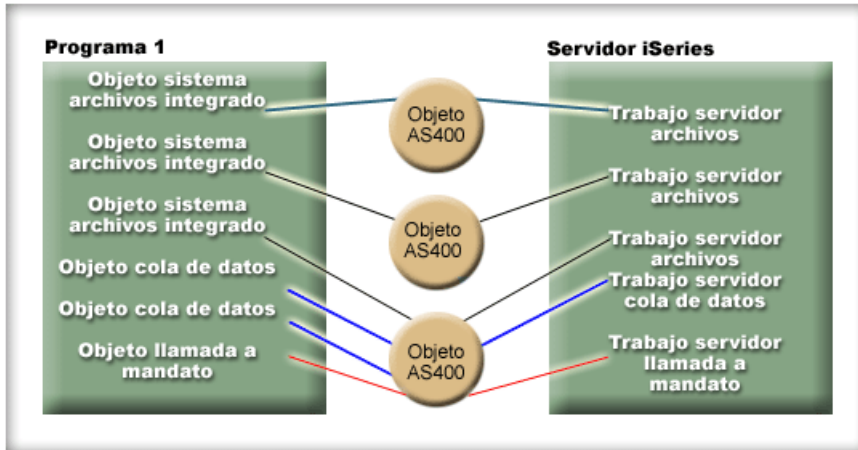 Programa 1
Objeto sistema
archivos integrado
Objeto sistema
archivos integrado
Objeto sistema
archivos integrado
Objeto cola de datos
Objeto cola de datos
Objeto llamada a
mandato
Objeto
AS400
Objeto
AS400
Objeto
AS400
Servidor iSeries
Trabajo servidor
archivos
Trabajo servidor
archivos
Trabajo servidor
archivos
Trabajo servidor
cola de datos
Trabajo servidor
llamada a
mandato